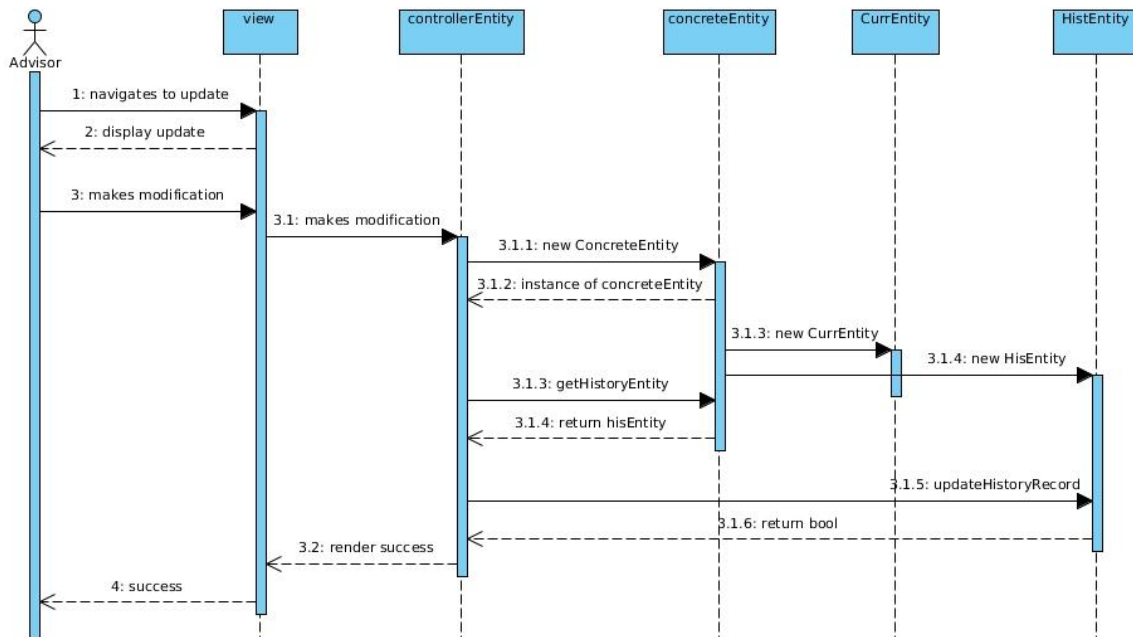 view
controllerEntity
concreteEntity
CurrEntity
HistEntity
Advisor
1: navigates to update
2: display update
3: makes modification
3.1: makes modification
3.1.1: new ConcreteEntity
3.1.2: instance of concreteEntity
3.1.3: new CurrEntity
3.1.4: new HisEntity
3.1.3: getHistoryEntity
3.1.4: return hisEntity
3.1.5: updateHistoryRecord
3.1.6: return bool
3.2: render success
4: success